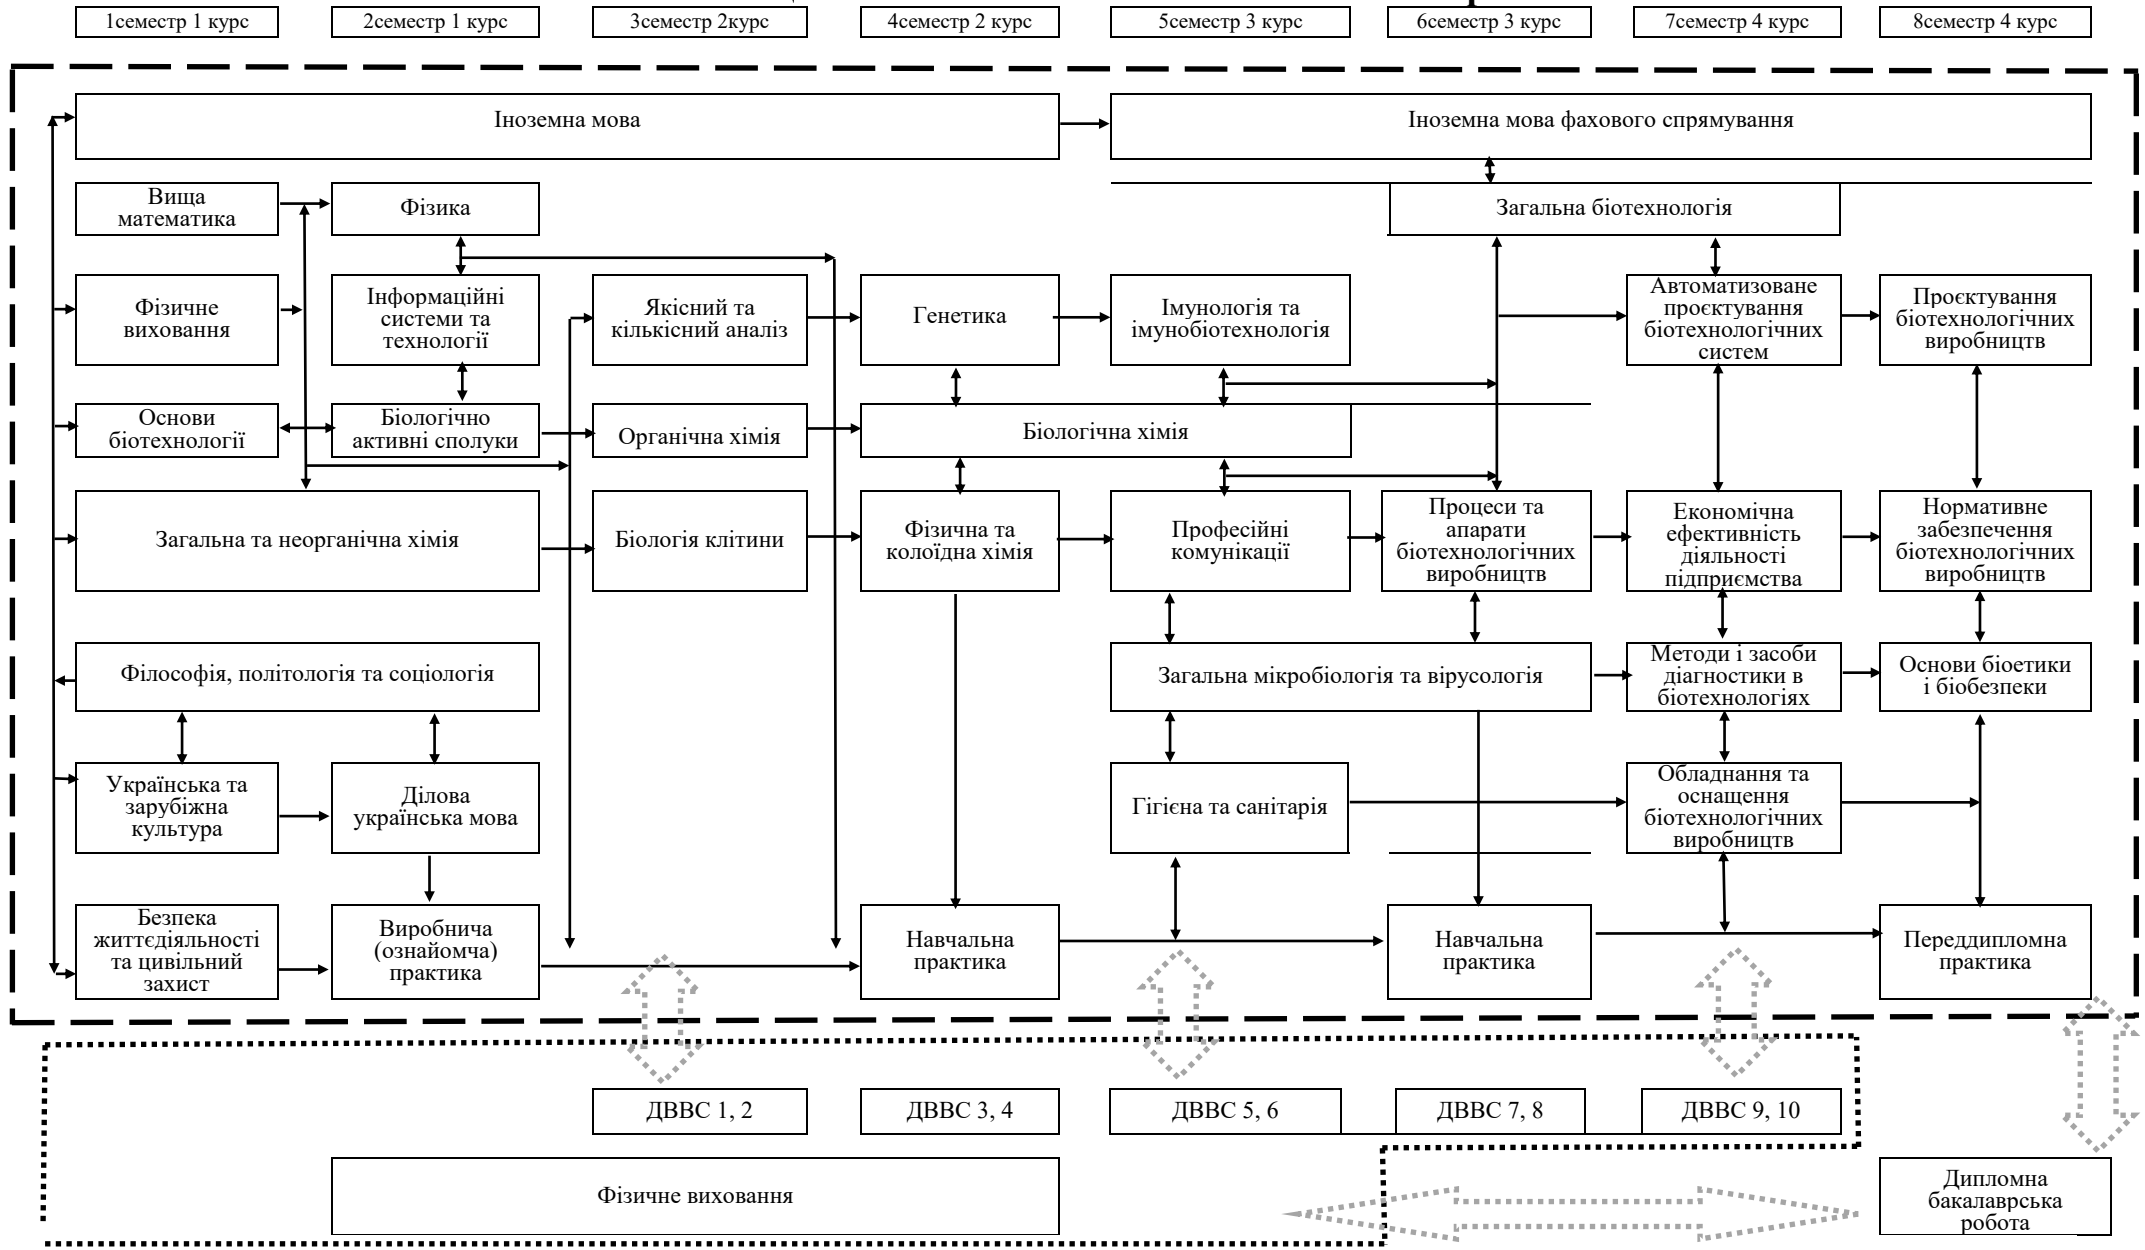 1семестр 1 курс
2семестр 1 курс
3семестр 2курс
4семестр 2 курс
5семестр 3 курс
6семестр 3 курс
7семестр 4 курс
8семестр 4 курс
Іноземна мова
Іноземна мова фахового спрямування
Вища
математика
Фізика
Загальна біотехнологія
Фізичне
виховання
Інформаційні
системи та
технології
Якісний та
кількісний аналіз
Генетика
Імунологія та
імунобіотехнологія
Автоматизоване
проєктування
біотехнологічних
систем
Проєктування
біотехнологічних
виробництв
Основи
біотехнології
Біологічно
активні сполуки
Органічна хімія
Біологічна хімія
Загальна та неорганічна хімія
Біологія клітини
Фізична та
колоїдна хімія
Професійні
комунікації
Процеси та
апарати
біотехнологічних
виробництв
Економічна
ефективність
діяльності
підприємства
Нормативне
забезпечення
біотехнологічних
виробництв
Філософія, політологія та соціологія
Загальна мікробіологія та вірусологія
Методи і засоби
діагностики в
біотехнологіях
Основи біоетики
і біобезпеки
Українська та
зарубіжна
культура
Ділова
українська мова
Гігієна та санітарія
Обладнання та
оснащення
біотехнологічних
виробництв
Безпека
життєдіяльності
та цивільний
захист
Виробнича
(ознайомча)
практика
Навчальна
практика
Навчальна
практика
Переддипломна
практика
ДВВС 1, 2
ДВВС 3, 4
ДВВС 5, 6
ДВВС 7, 8
ДВВС 9, 10
Фізичне виховання
Дипломна
бакалаврська
робота